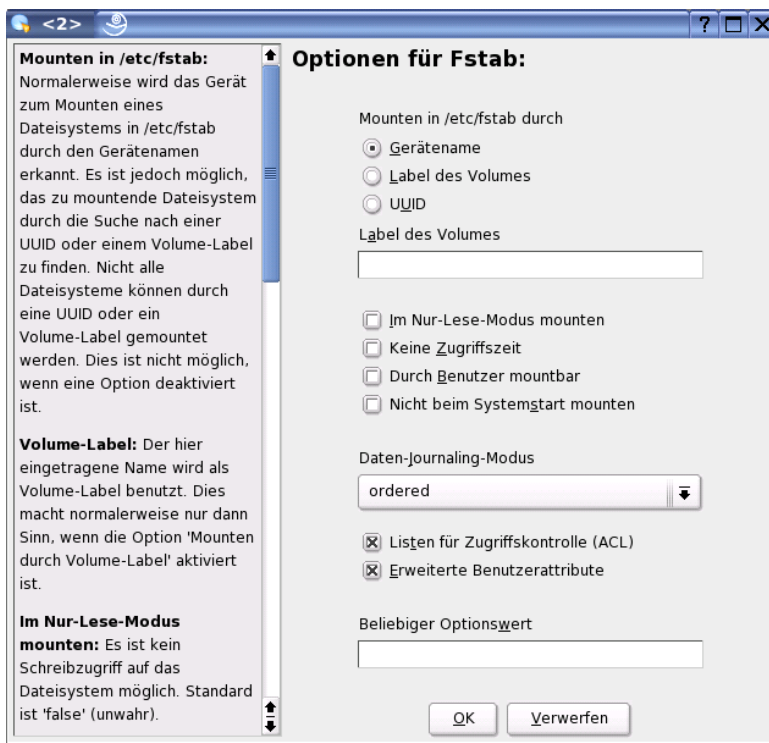 <2>
Mounten in /etc/fstab:
Normalerweise wird das Gerät
zum Mounten eines
Dateisystems in /etc/fstab
durch den Gerätenamen
erkannt. Es ist jedoch möglich,
das zu mountende Dateisystem
durch die Suche nach einer
UUID oder einem Volume-Label
zu finden. Nicht alle
Dateisysteme können durch
eine UUID oder ein
Volume-Label gemountet
werden. Dies ist nicht möglich,
wenn eine Option deaktiviert
ist.
Volume-Label: Der hier
eingetragene Name wird als
Volume-Label benutzt. Dies
macht normalerweise nur dann
Sinn, wenn die Option 'Mounten
durch Volume-Label' aktiviert
ist.
Im Nur-Lese-Modus
mounten: Es ist kein
Schreibzugriff auf das
Dateisystem möglich. Standard
ist 'false' (unwahr).
Optionen für Fstab:
Mounten in /etc/fstab durch
Gerätename
Label des Volumes
UUID
Label des Volumes
Im Nur-Lese-Modus mounten
Keine Zugriffszeit
Durch Benutzer mountbar
Nicht beim Systemstart mounten
Daten-Journaling-Modus
ordered
Listen für Zugriffskontrolle (ACL)
Erweiterte Benutzerattribute
Beliebiger Optionswert
OK Verwerfen